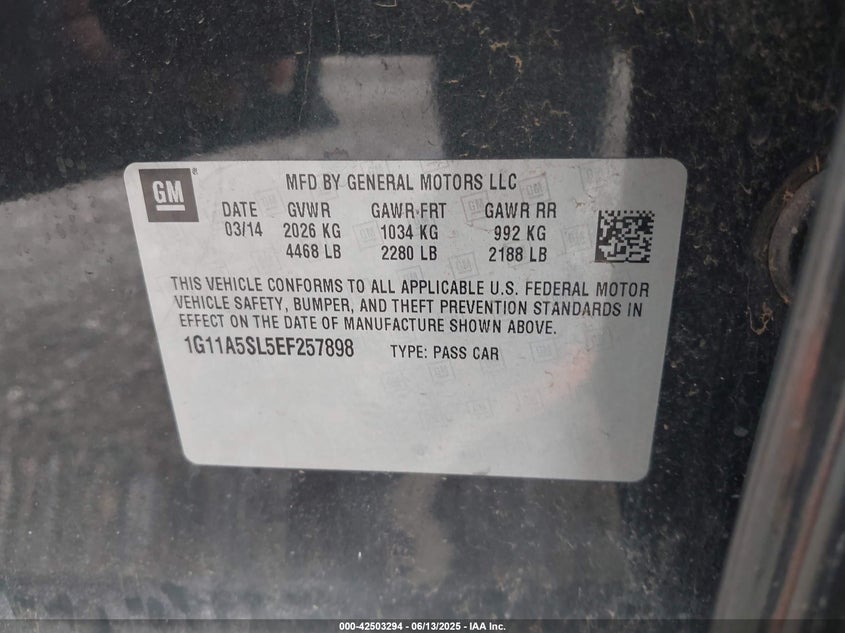 GM ®
MFD BY GENERAL MOTORS LLC
DATE GVWR GAWR FRT GAWR RR
03/14 2026 KG 1034 KG 992 KG
4468 LB 2280 LB 2188 LB
THIS VEHICLE CONFORMS TO ALL APPLICABLE U.S. FEDERAL MOTOR
VEHICLE SAFETY, BUMPER, AND THEFT PREVENTION STANDARDS IN
EFFECT ON THE DATE OF MANUFACTURE SHOWN ABOVE.
1G11A5SL5EF257898 TYPE: PASS CAR
000-42503294 - 06/13/2025 - IAA Inc.